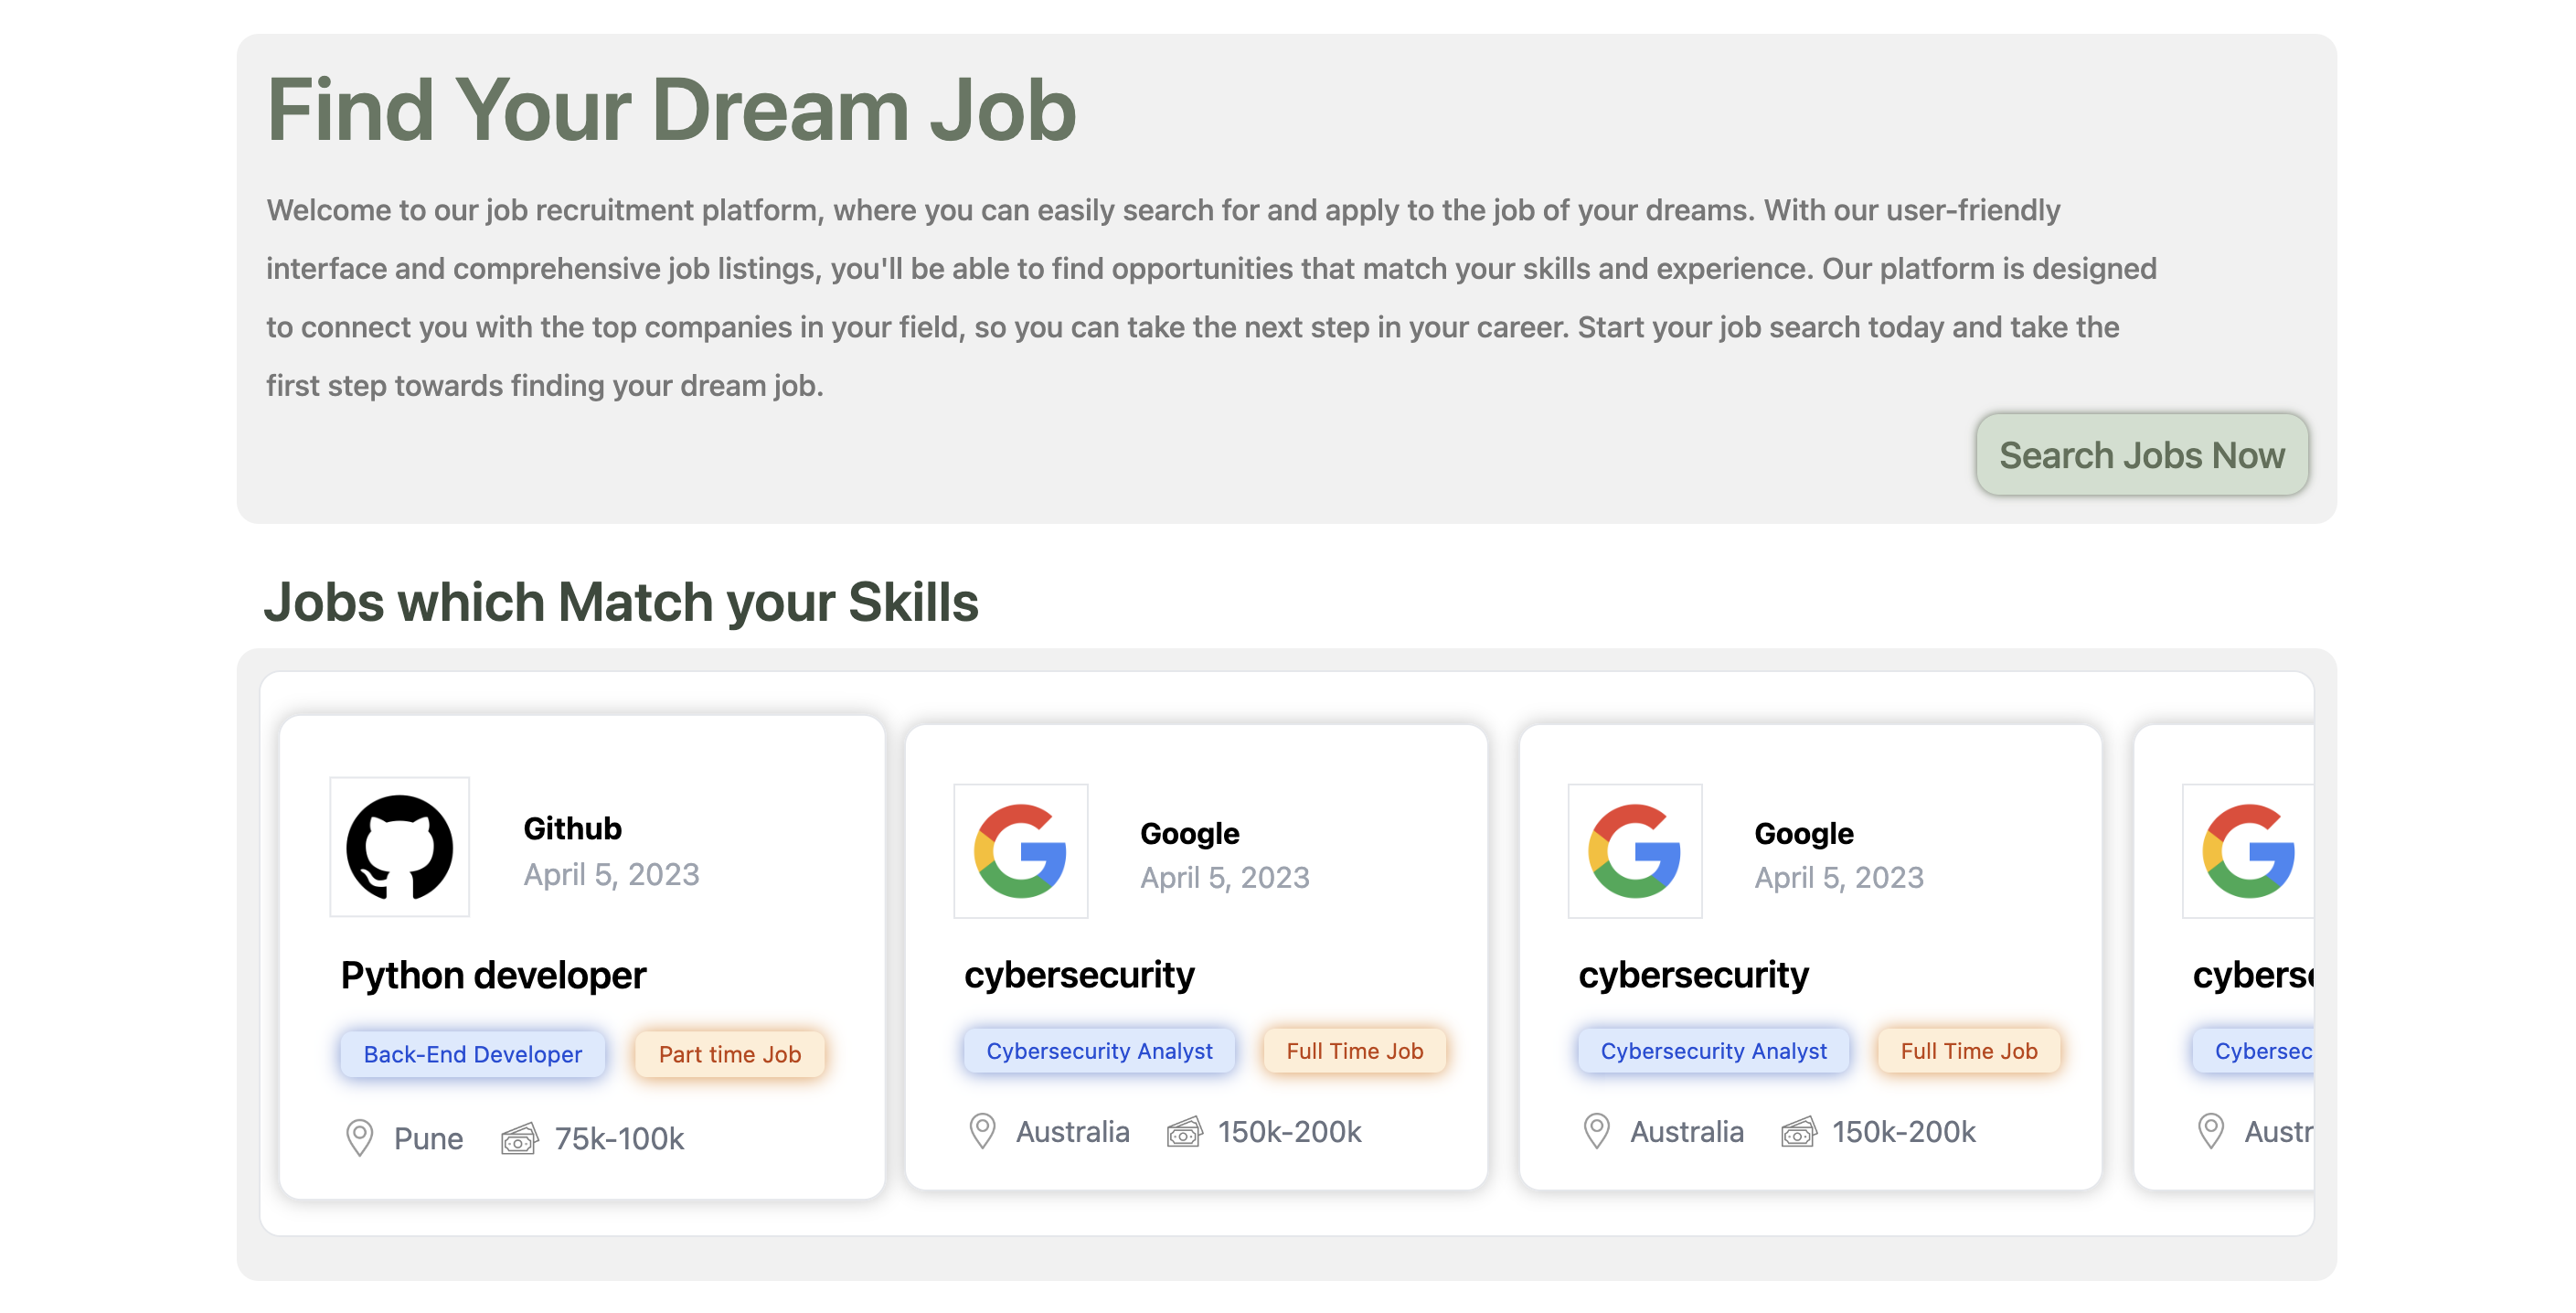 Find Your Dream Job
Welcome to our job recruitment platform, where you can easily search for and apply to the job of your dreams. With our user-friendly
interface and comprehensive job listings, you'll be able to find opportunities that match your skills and experience. Our platform is designed
to connect you with the top companies in your field, so you can take the next step in your career. Start your job search today and take the
first step towards finding your dream job.
Search Jobs Now
Jobs which Match your Skills
Github
April 5, 2023
Python developer
Back-End Developer Part time Job
Pune 75k-100k
Google
April 5, 2023
cybersecurity
Cybersecurity Analyst Full Time Job
Australia 150k-200k
Google
April 5, 2023
cybersecurity
Cybersecurity Analyst Full Time Job
Australia 150k-200k
cyberse
Cybersec
Austr